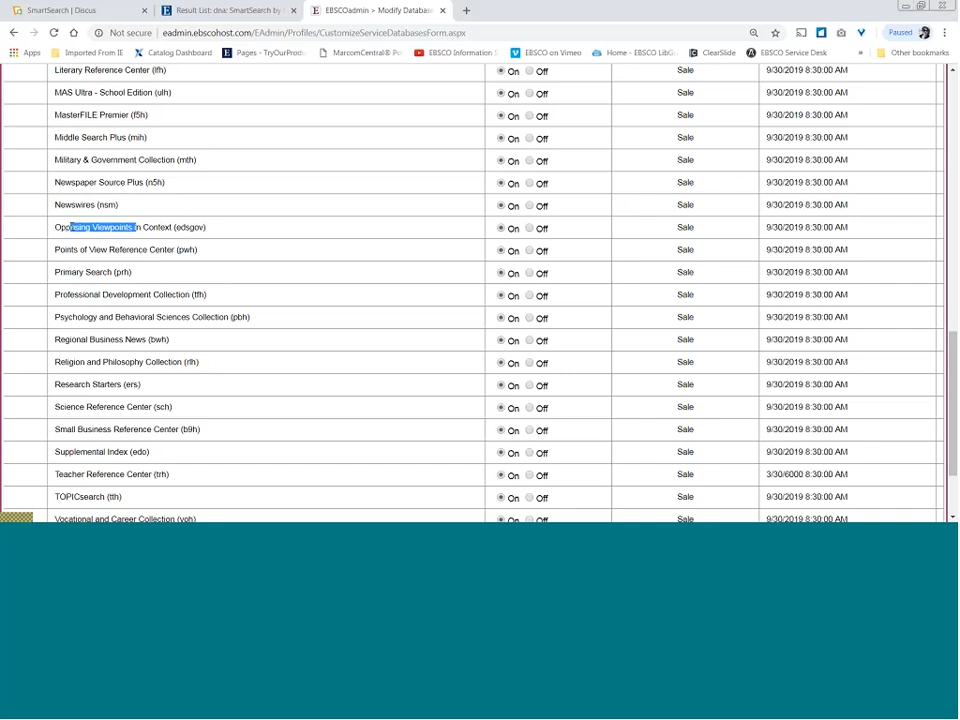 SmartSearch | Discus
Result List: dna: SmartSearch by
EBSCOadmin > Modify Database
Not secure | eadmin.ebscohost.com/EAdmin/Profiles/CustomizeServiceDatabasesForm.aspx
Paused
Apps
Imported From IE
Catalog Dashboard
Pages - TryOurProdu
MarcomCentral® Po
EBSCO Information S
EBSCO on Vimeo
Home - EBSCO LibGu
ClearSlide
EBSCO Service Desk
»
Other bookmarks
Literary Reference Center (lfh) On Off Sale 9/30/2019 8:30:00 AM
MAS Ultra - School Edition (ulh) On Off Sale 9/30/2019 8:30:00 AM
MasterFILE Premier (f5h) On Off Sale 9/30/2019 8:30:00 AM
Middle Search Plus (mih) On Off Sale 9/30/2019 8:30:00 AM
Military & Government Collection (mth) On Off Sale 9/30/2019 8:30:00 AM
Newspaper Source Plus (n5h) On Off Sale 9/30/2019 8:30:00 AM
Newswires (nsm) On Off Sale 9/30/2019 8:30:00 AM
Opposing Viewpoints in Context (edsgov) On Off Sale 9/30/2019 8:30:00 AM
Points of View Reference Center (pwh) On Off Sale 9/30/2019 8:30:00 AM
Primary Search (prh) On Off Sale 9/30/2019 8:30:00 AM
Professional Development Collection (tfh) On Off Sale 9/30/2019 8:30:00 AM
Psychology and Behavioral Sciences Collection (pbh) On Off Sale 9/30/2019 8:30:00 AM
Regional Business News (bwh) On Off Sale 9/30/2019 8:30:00 AM
Religion and Philosophy Collection (rlh) On Off Sale 9/30/2019 8:30:00 AM
Research Starters (ers) On Off Sale 9/30/2019 8:30:00 AM
Science Reference Center (sch) On Off Sale 9/30/2019 8:30:00 AM
Small Business Reference Center (b9h) On Off Sale 9/30/2019 8:30:00 AM
Supplemental Index (edo) On Off Sale 9/30/2019 8:30:00 AM
Teacher Reference Center (trh) On Off Sale 3/30/6000 8:30:00 AM
TOPICsearch (tth) On Off Sale 9/30/2019 8:30:00 AM
Vocational and Career Collection (voh) On Off Sale 9/30/2019 8:30:00 AM